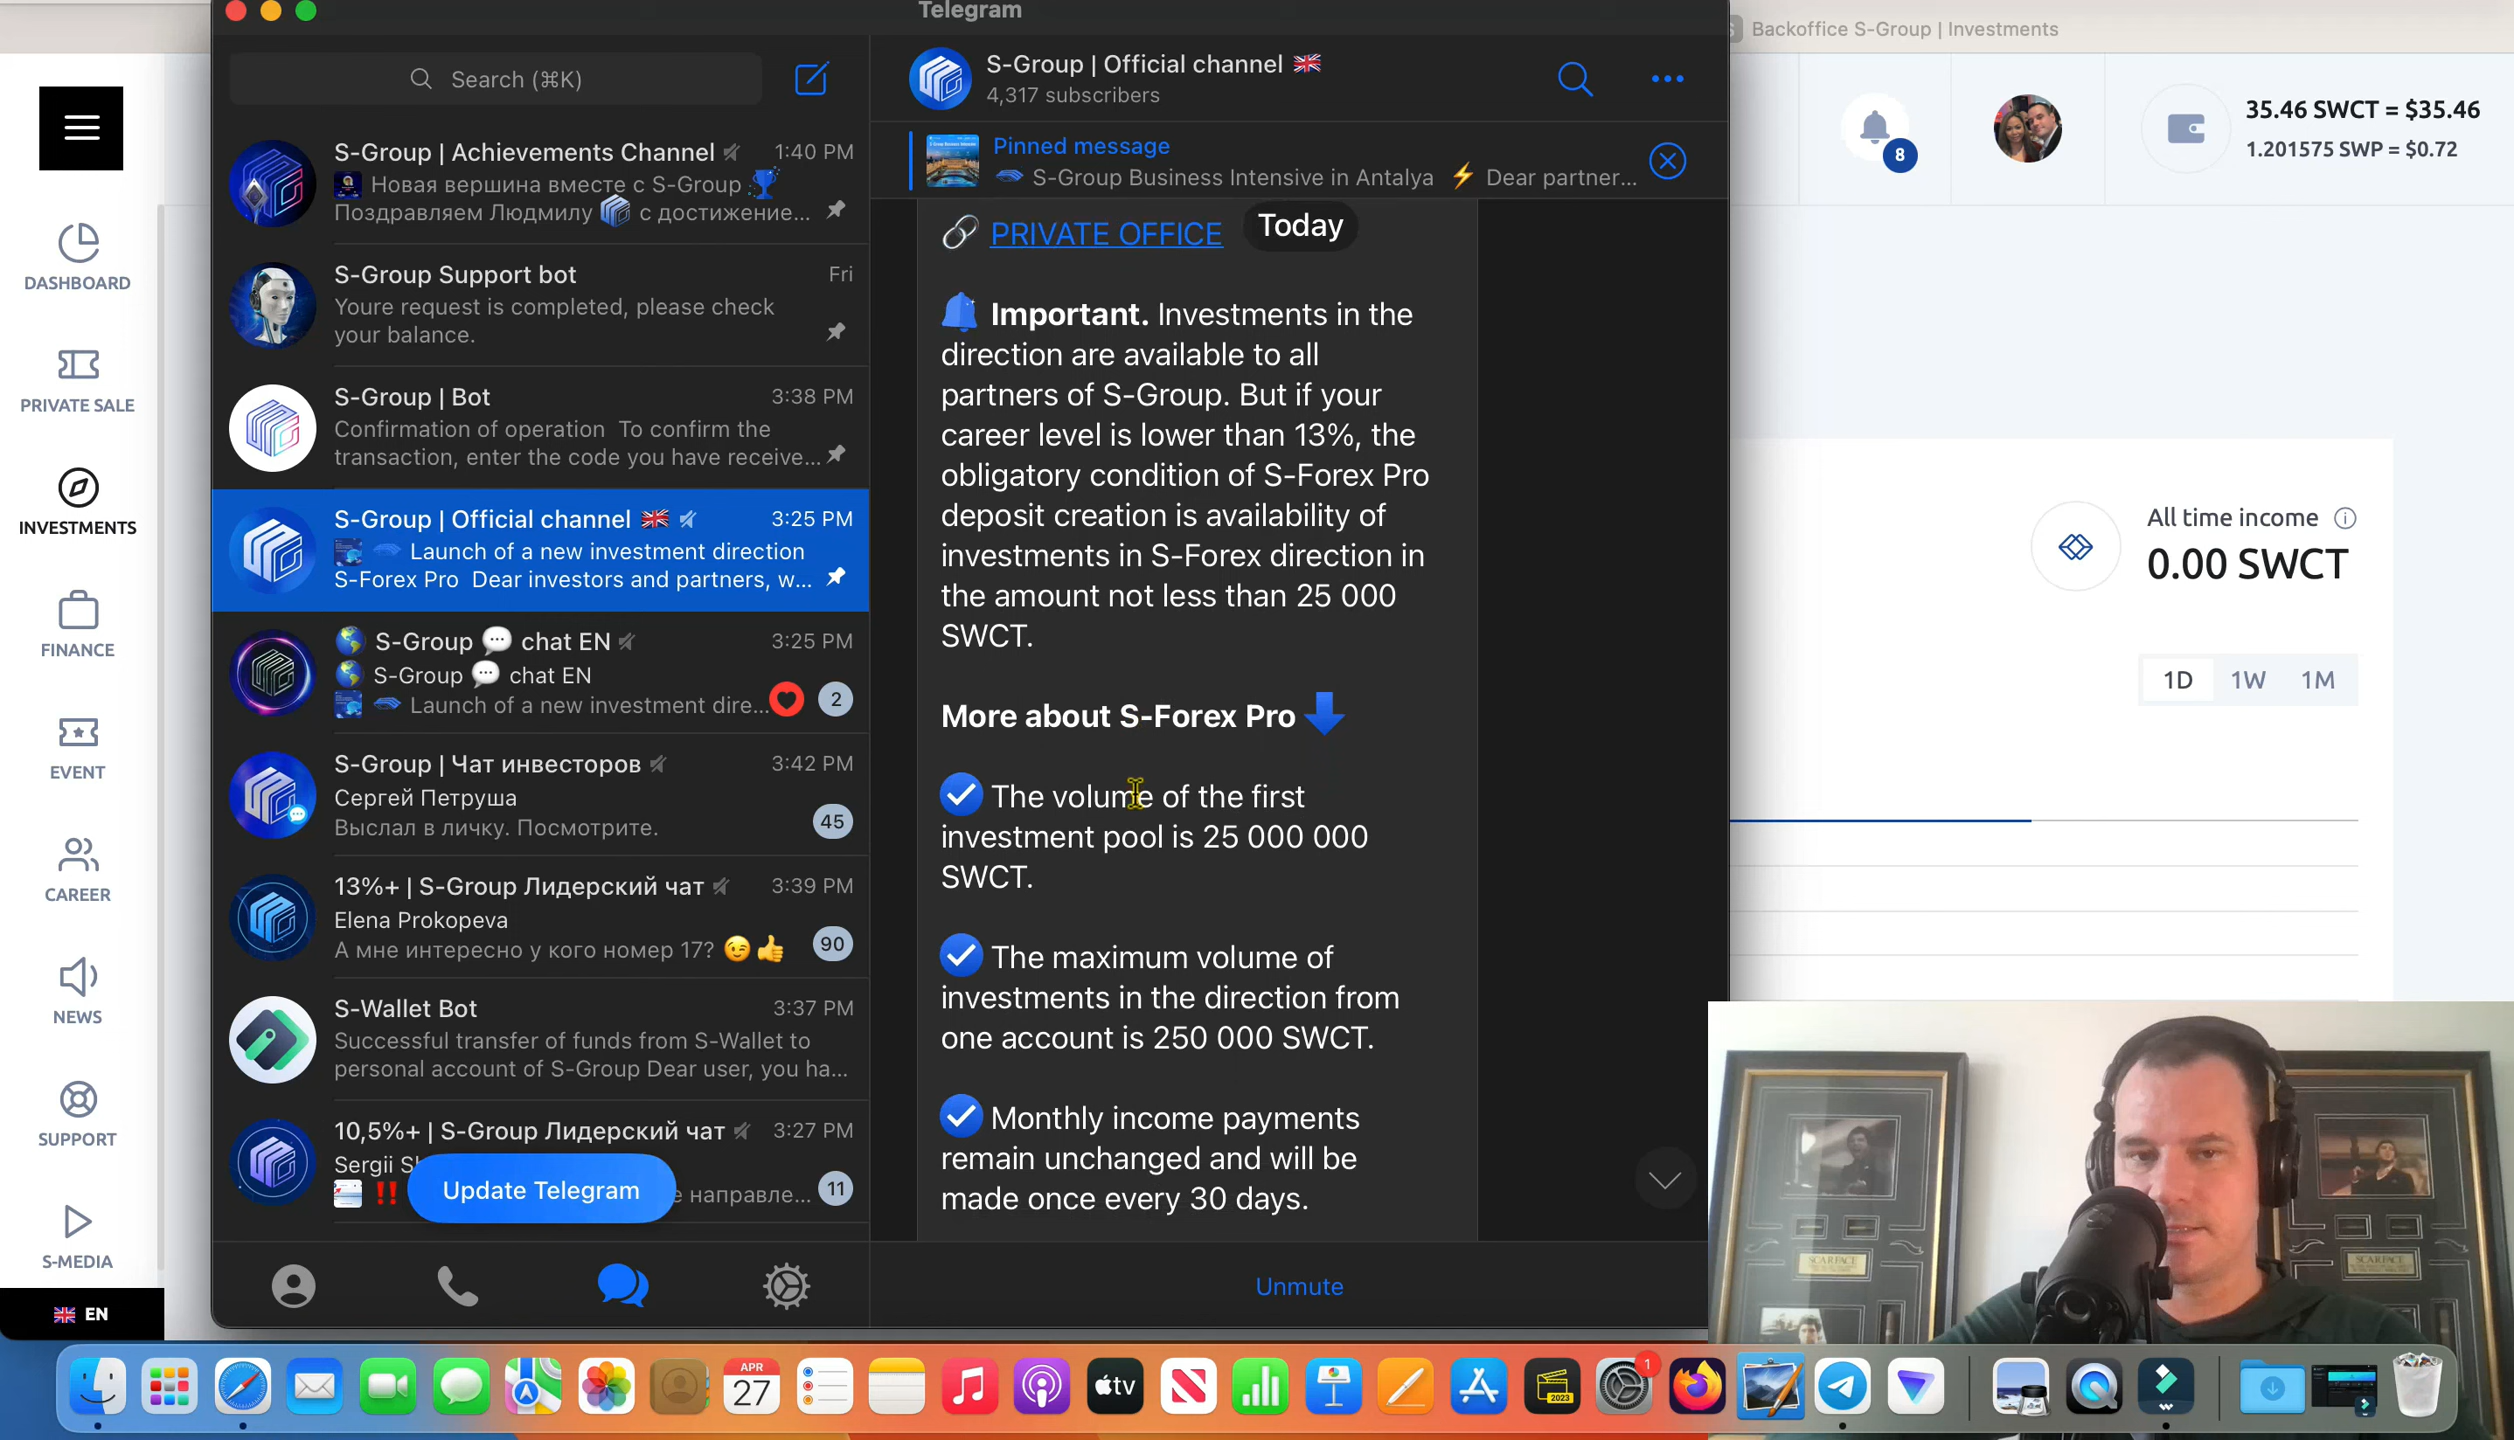 Telegram
Backoffice S-Group | Investments
DASHBOARD
PRIVATE SALE
INVESTMENTS
FINANCE
EVENT
CAREER
NEWS
SUPPORT
S-MEDIA
EN
Search (⌘K)
S-Group | Achievements Channel 1:40 PM
Новая вершина вместе с S-Group
Поздравляем Людмилу с достижение...
S-Group Support bot Fri
Youre request is completed, please check
your balance.
S-Group | Bot 3:38 PM
Confirmation of operation To confirm the
transaction, enter the code you have receive...
S-Group | Official channel 3:25 PM
Launch of a new investment direction
S-Forex Pro Dear investors and partners, w...
S-Group chat EN 3:25 PM
S-Group chat EN
Launch of a new investment dire... 2
S-Group | Чат инвесторов 3:42 PM
Сергей Петруша
Выслал в личку. Посмотрите. 45
13%+ | S-Group Лидерский чат 3:39 PM
Elena Prokopeva
А мне интересно у кого номер 17? 😉👍 90
S-Wallet Bot 3:37 PM
Successful transfer of funds from S-Wallet to
personal account of S-Group Dear user, you ha...
10,5%+ | S-Group Лидерский чат 3:27 PM
Update Telegram
направле... 11
S-Group | Official channel
4,317 subscribers
Pinned message
S-Group Business Intensive in Antalya ⚡ Dear partner...
PRIVATE OFFICE
Today
Important. Investments in the
direction are available to all
partners of S-Group. But if your
career level is lower than 13%, the
obligatory condition of S-Forex Pro
deposit creation is availability of
investments in S-Forex direction in
the amount not less than 25 000
SWCT.
More about S-Forex Pro
The volume of the first
investment pool is 25 000 000
SWCT.
The maximum volume of
investments in the direction from
one account is 250 000 SWCT.
Monthly income payments
remain unchanged and will be
made once every 30 days.
Unmute
8
35.46 SWCT = $35.46
1.201575 SWP = $0.72
All time income
0.00 SWCT
1D 1W 1M
SCARFACE
SCARFACE
APR
27
tv
2023
1